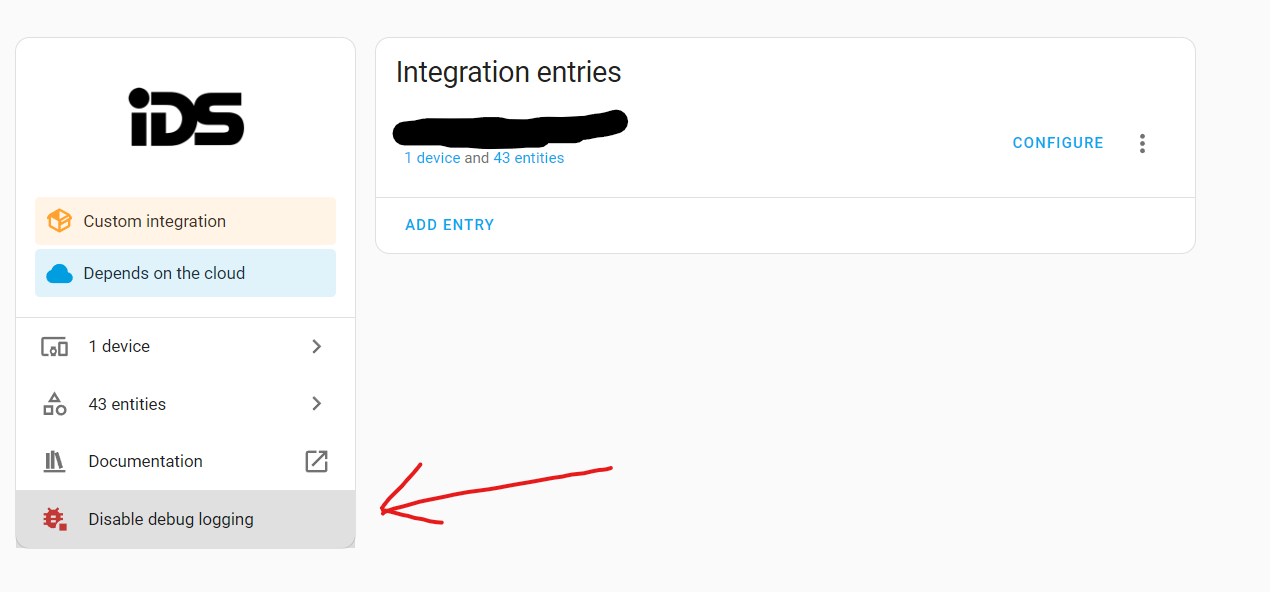 iDS
Custom integration
Depends on the cloud
1 device
43 entities
Documentation
Disable debug logging
Integration entries
1 device and 43 entities
CONFIGURE
ADD ENTRY